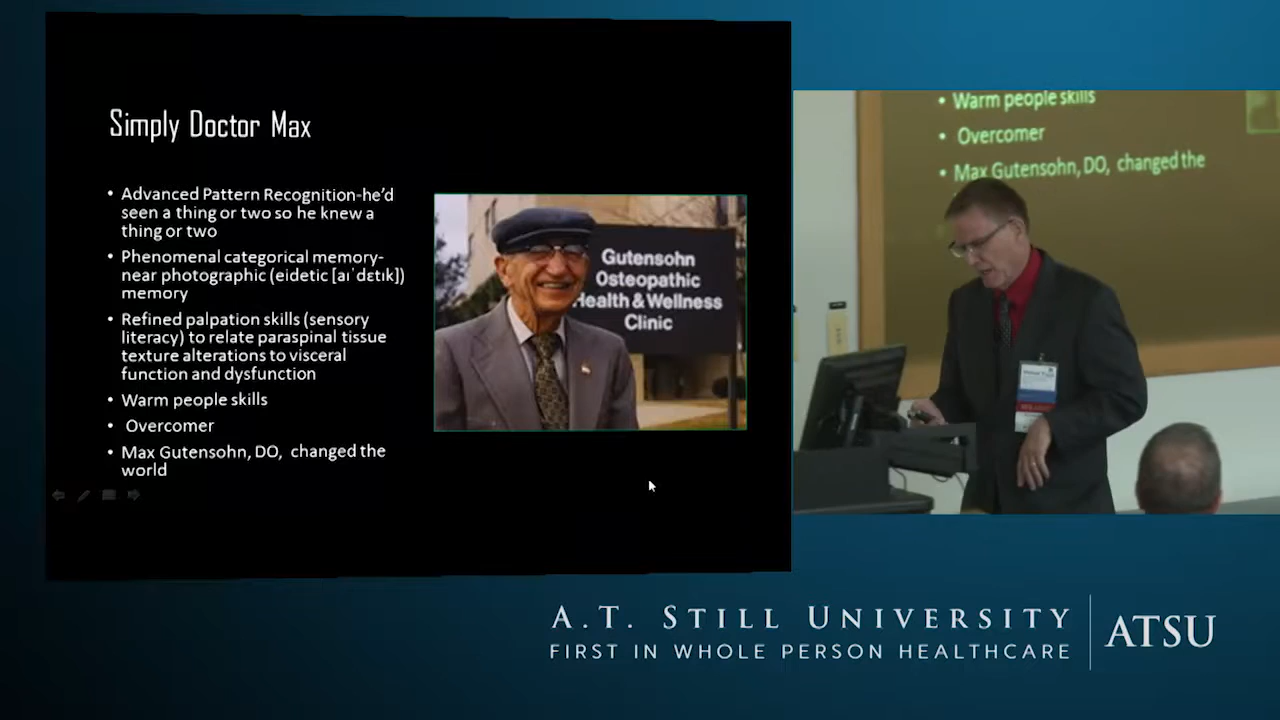 Simply Doctor Max
• Advanced Pattern Recognition-he'd
seen a thing or two so he knew a
thing or two
• Phenomenal categorical memory-
near photographic (eidetic [aɪˈdɛtɪk])
memory
• Refined palpation skills (sensory
literacy) to relate paraspinal tissue
texture alterations to visceral
function and dysfunction
• Warm people skills
• Overcomer
• Max Gutensohn, DO, changed the
world
Gutensohn
Osteopathic
Health & Wellness
Clinic
• Warm people skills
• Overcomer
• Max Gutensohn, DO, changed the
A.T. STILL UNIVERSITY
FIRST IN WHOLE PERSON HEALTHCARE
ATSU